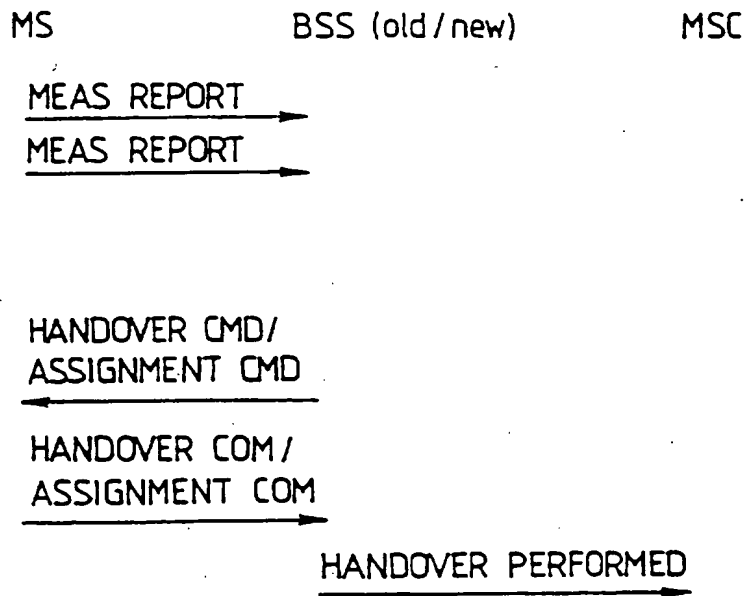 MS BSS (old/new) MSC
MEAS REPORT
MEAS REPORT
HANDOVER CMD/
ASSIGNMENT CMD
HANDOVER COM/
ASSIGNMENT COM
HANDOVER PERFORMED